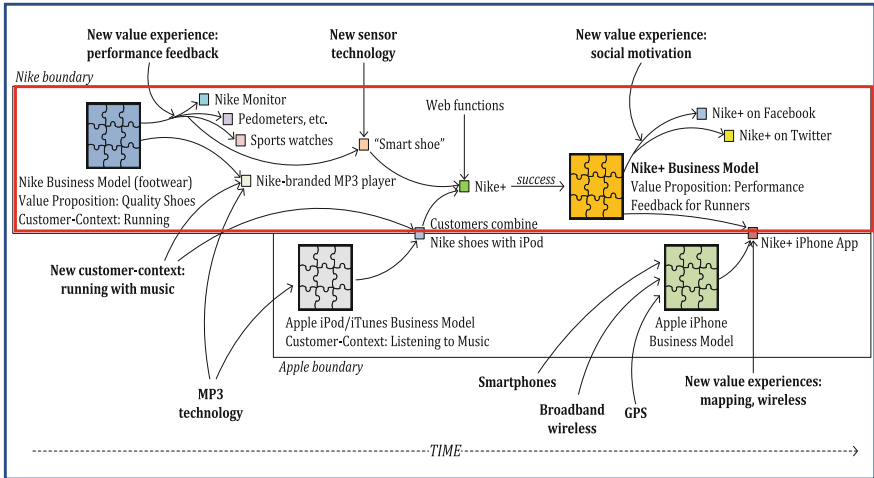 New value experience:
performance feedback
New sensor
technology
New value experience:
social motivation
Nike boundary
Nike Monitor
Pedometers, etc.
Sports watches
Web functions
"Smart shoe"
Nike+ on Facebook
Nike+ on Twitter
Nike Business Model (footwear)
Value Proposition: Quality Shoes
Customer-Context: Running
Nike-branded MP3 player
Nike+
success
Nike+ Business Model
Value Proposition: Performance
Feedback for Runners
Customers combine
Nike shoes with iPod
Nike+ iPhone App
New customer-context:
running with music
Apple iPod/iTunes Business Model
Customer-Context: Listening to Music
Apple iPhone
Business Model
Apple boundary
MP3
technology
Smartphones
Broadband
wireless
GPS
New value experiences:
mapping, wireless
TIME